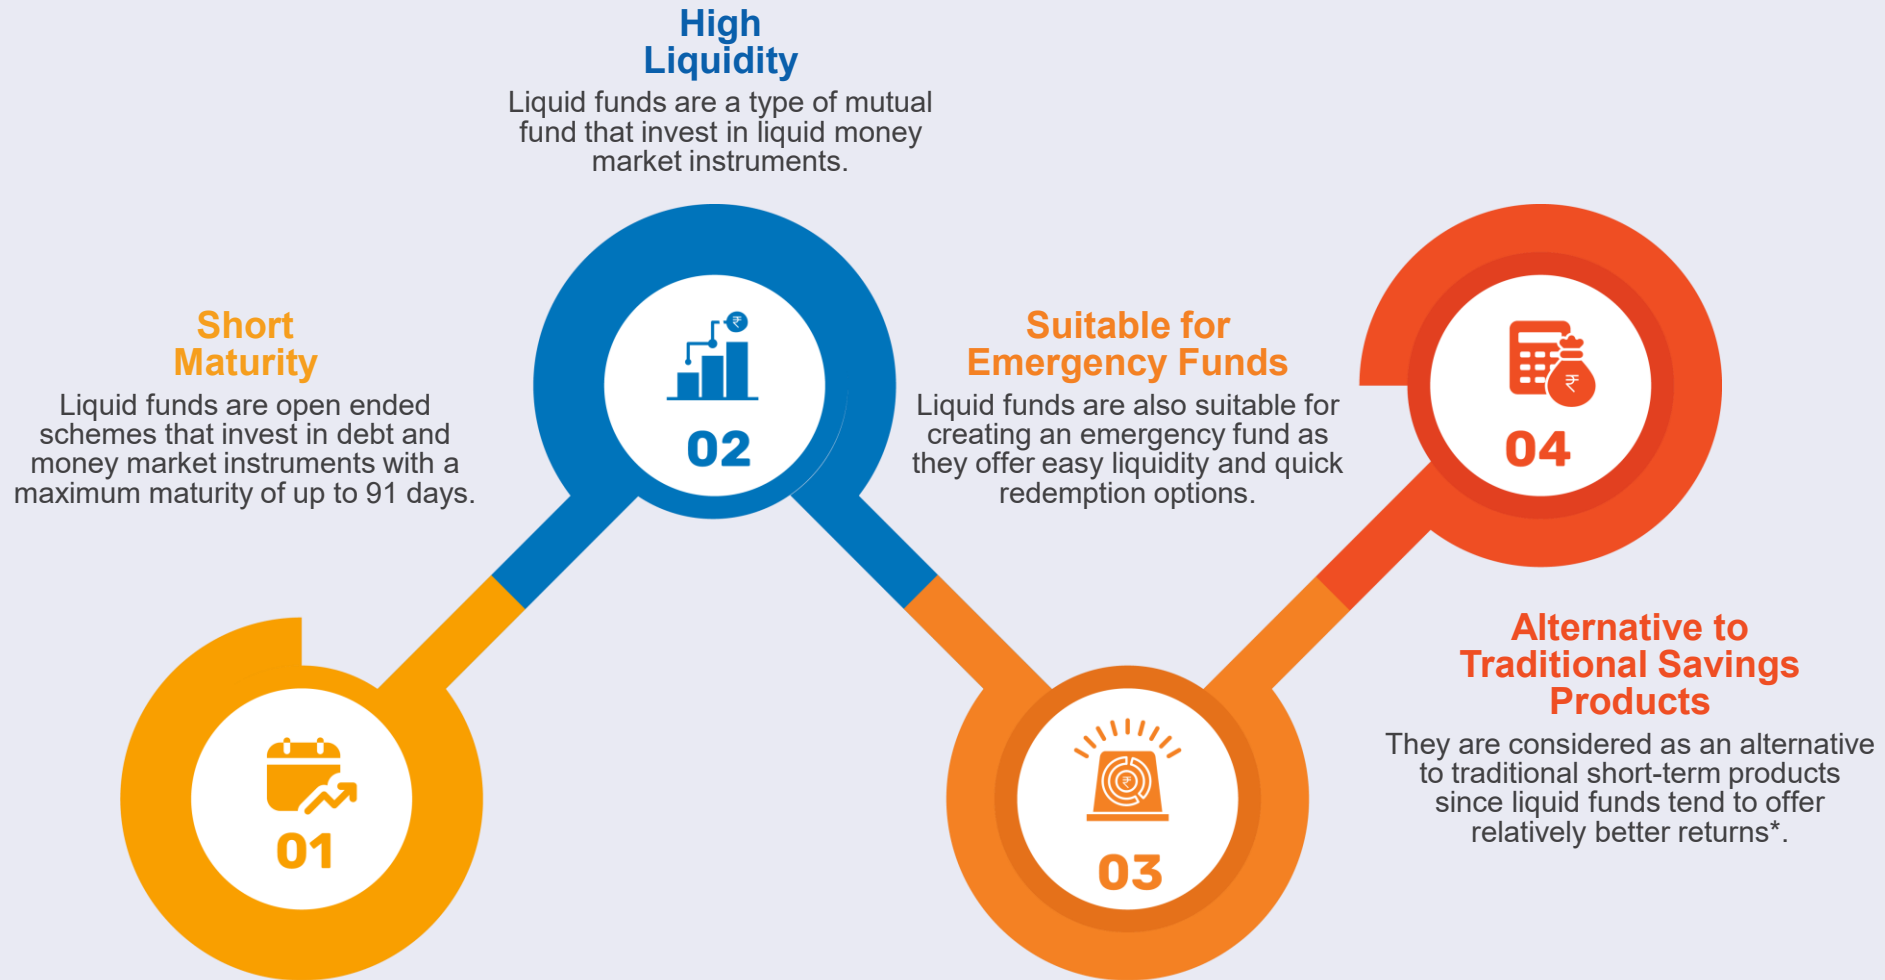 High
Liquidity
Liquid funds are a type of mutual
fund that invest in liquid money
market instruments.
Short
Maturity
Liquid funds are open ended
schemes that invest in debt and
money market instruments with a
maximum maturity of up to 91 days.
₹
02
Suitable for
Emergency Funds
Liquid funds are also suitable for
creating an emergency fund as
they offer easy liquidity and quick
redemption options.
₹
04
01
₹
03
Alternative to
Traditional Savings
Products
They are considered as an alternative
to traditional short-term products
since liquid funds tend to offer
relatively better returns*.